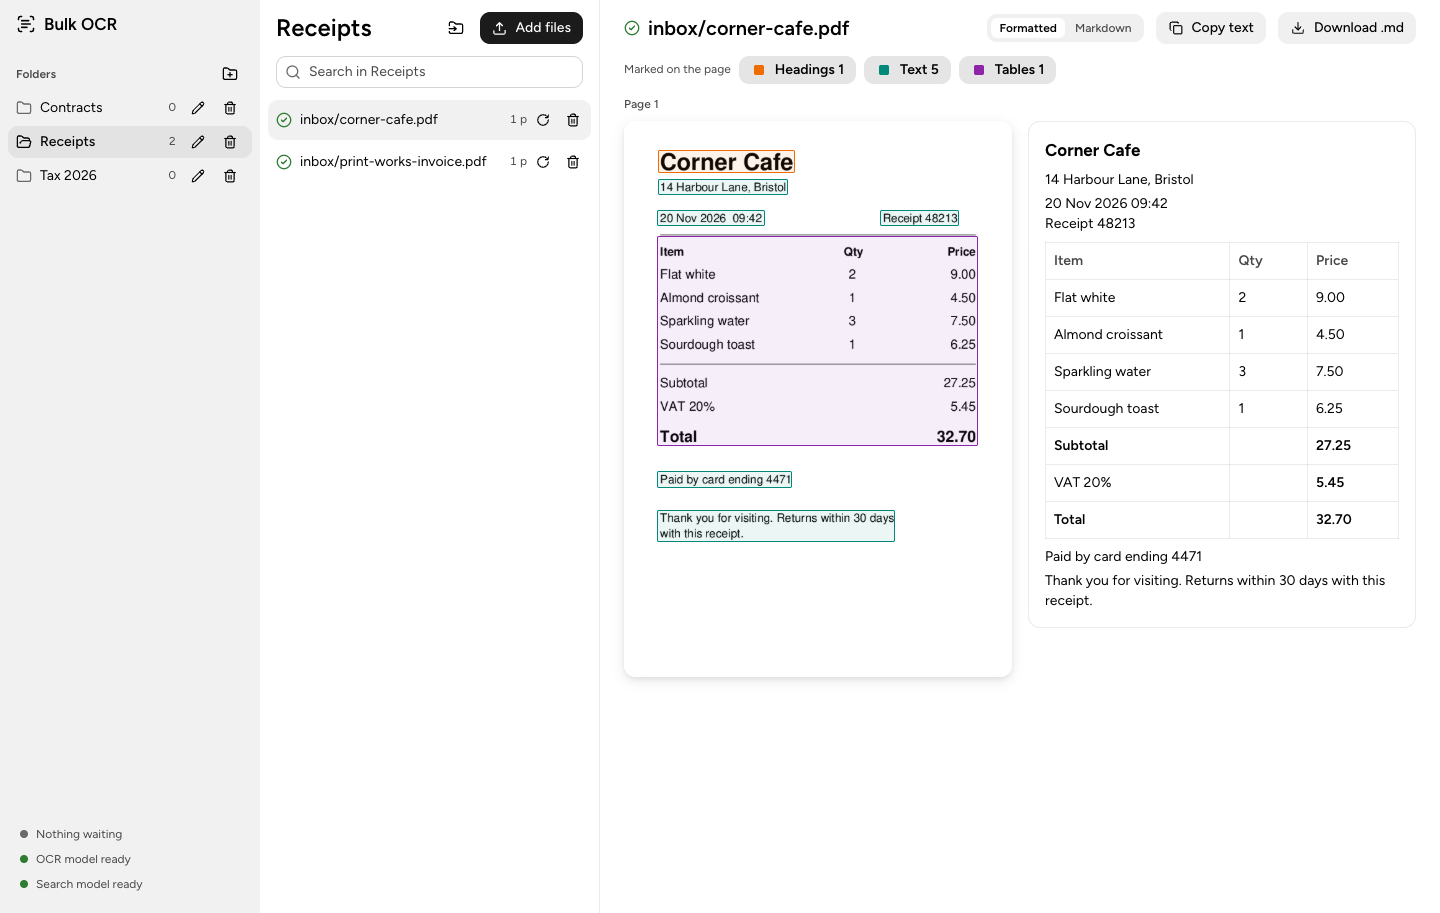 Bulk OCR
Folders
Contracts 0
Receipts 2
Tax 2026 0
Nothing waiting
OCR model ready
Search model ready
Receipts
Add files
Search in Receipts
inbox/corner-cafe.pdf 1 p
inbox/print-works-invoice.pdf 1 p
inbox/corner-cafe.pdf
Formatted Markdown
Copy text
Download .md
Marked on the page Headings 1 Text 5 Tables 1
Page 1
Corner Cafe
14 Harbour Lane, Bristol
20 Nov 2026 09:42 Receipt 48213
Item Qty Price
Flat white 2 9.00
Almond croissant 1 4.50
Sparkling water 3 7.50
Sourdough toast 1 6.25
Subtotal 27.25
VAT 20% 5.45
Total 32.70
Paid by card ending 4471
Thank you for visiting. Returns within 30 days
with this receipt.
Corner Cafe
14 Harbour Lane, Bristol
20 Nov 2026 09:42
Receipt 48213
Item Qty Price
Flat white 2 9.00
Almond croissant 1 4.50
Sparkling water 3 7.50
Sourdough toast 1 6.25
Subtotal 27.25
VAT 20% 5.45
Total 32.70
Paid by card ending 4471
Thank you for visiting. Returns within 30 days with this
receipt.